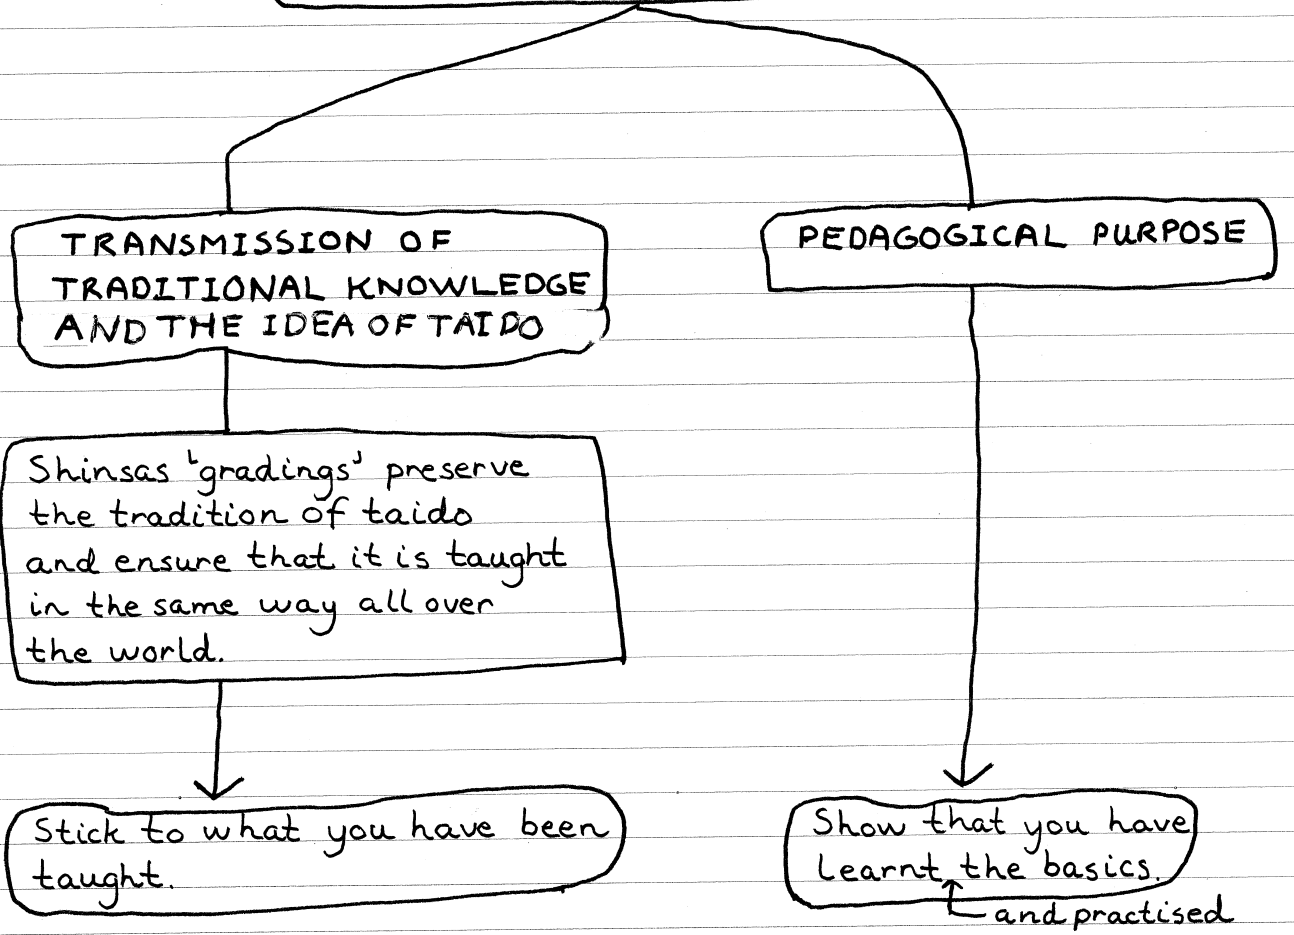 TRANSMISSION OF
TRADITIONAL KNOWLEDGE
AND THE IDEA OF TAIDO
PEDAGOGICAL PURPOSE
Shinsas 'gradings' preserve
the tradition of taido
and ensure that it is taught
in the same way all over
the world.
Stick to what you have been
taught.
Show that you have
learnt the basics.
and practised